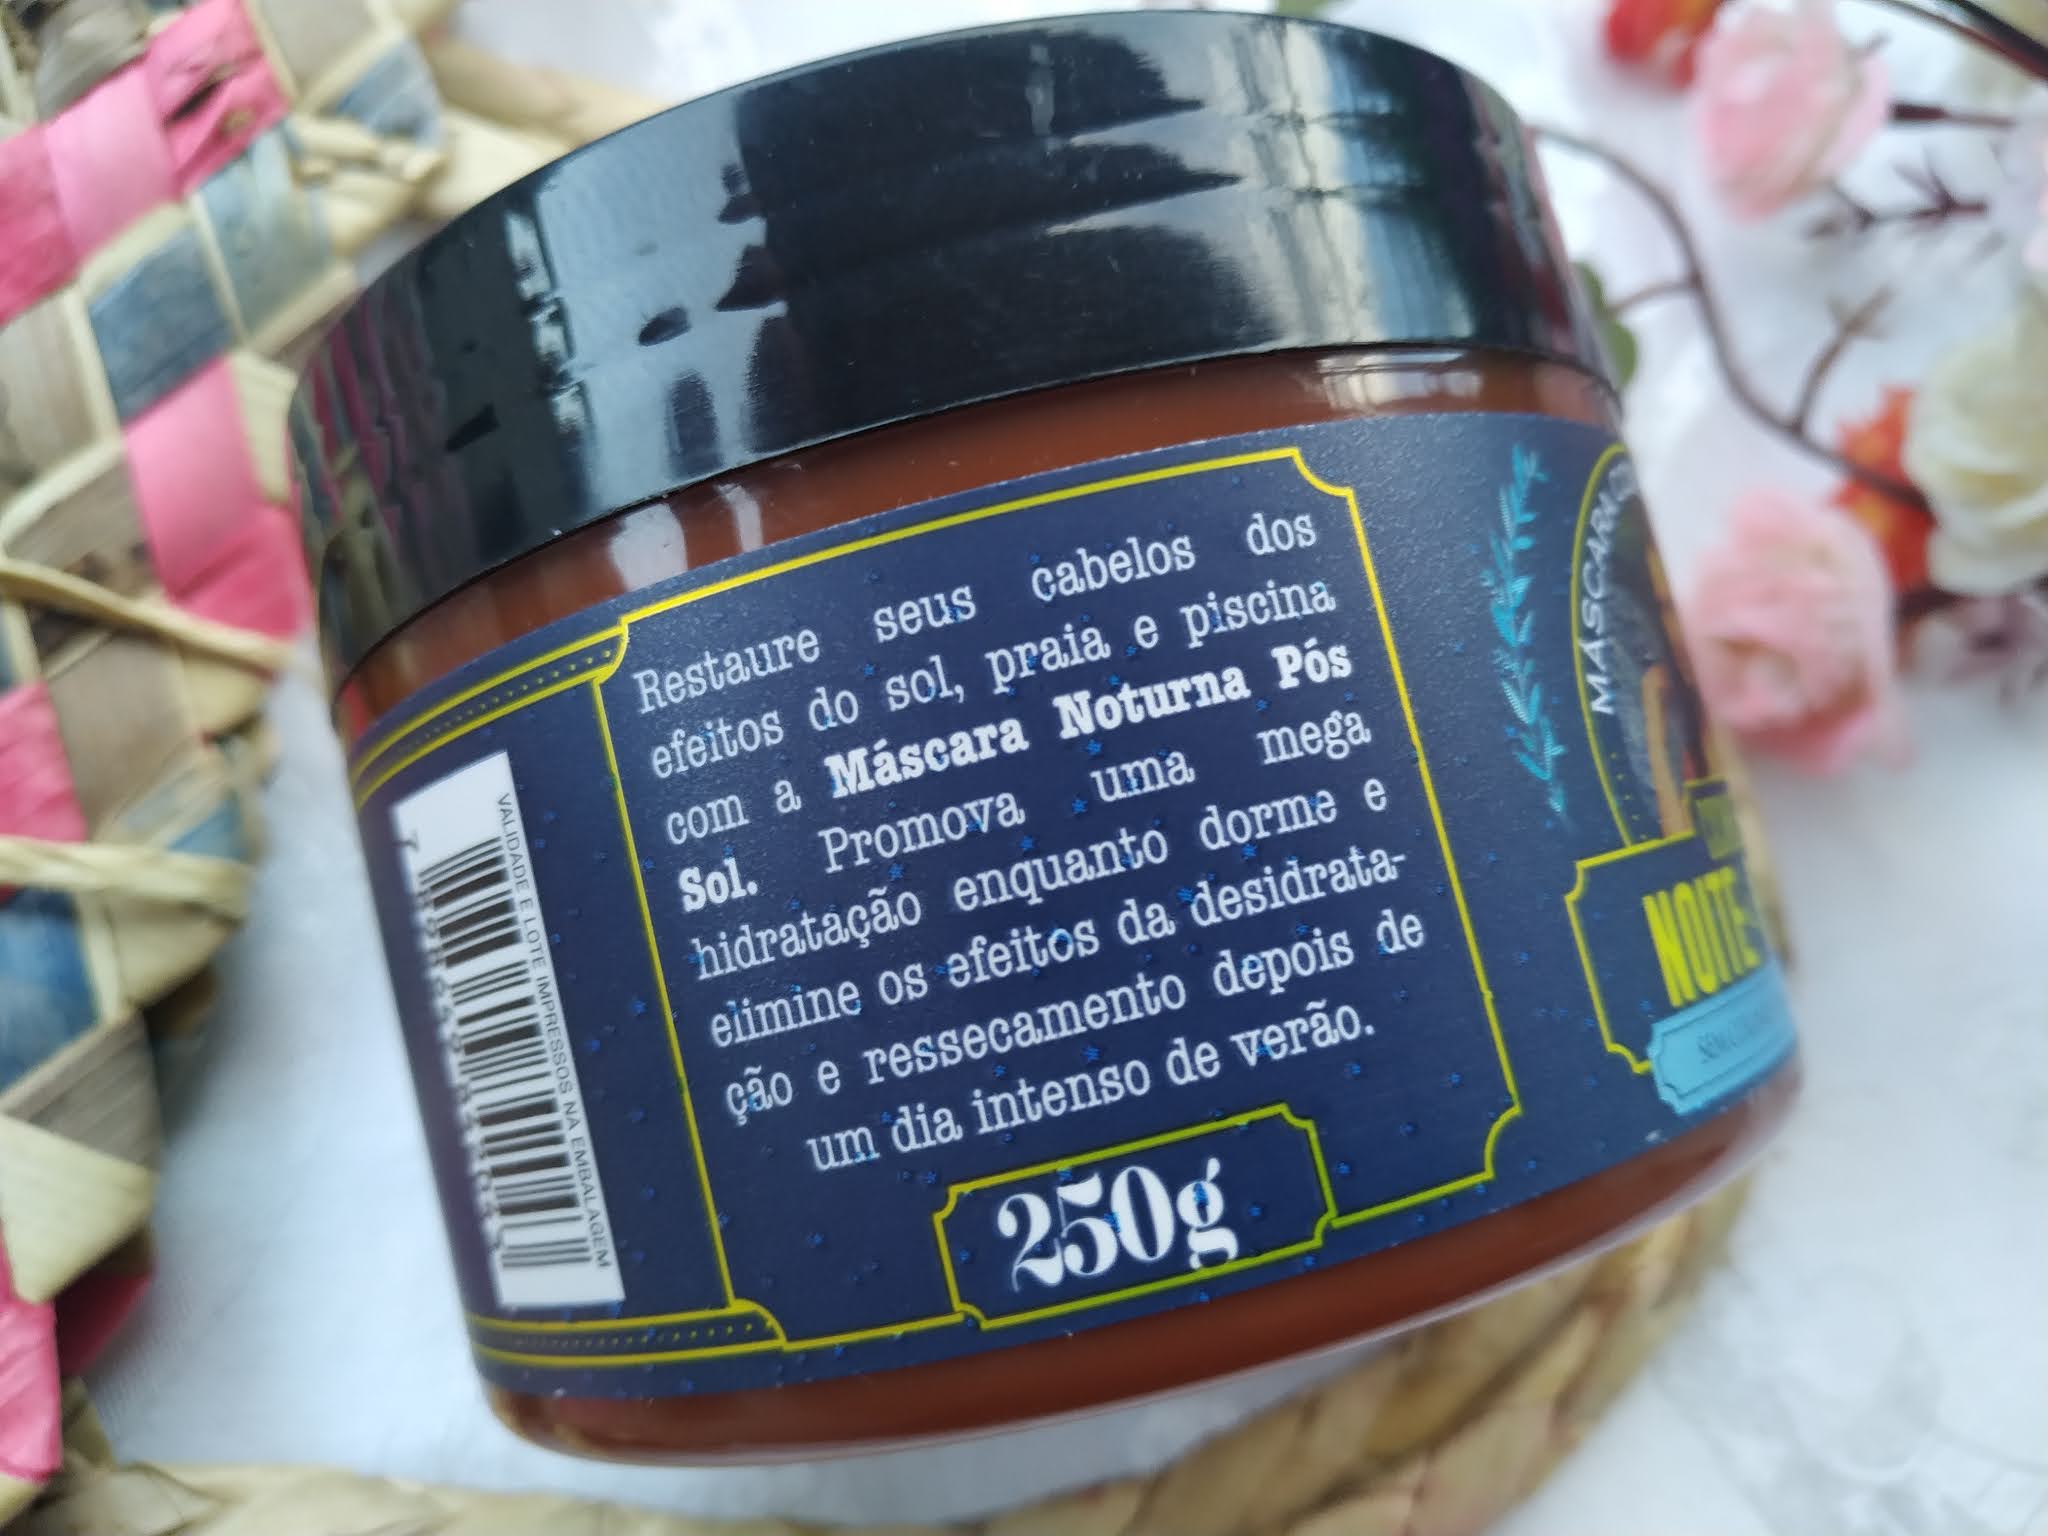 Restaure seus cabelos dos
efeitos do sol, praia e piscina
com a Máscara Noturna Pós
Sol. Promova uma mega
hidratação enquanto dorme e
elimine os efeitos da desidrata-
ção e ressecamento depois de
um dia intenso de verão.
250g
VALIDADE E LOTE IMPRESSOS NA EMBALAGEM
MÁSCARA
NOITE